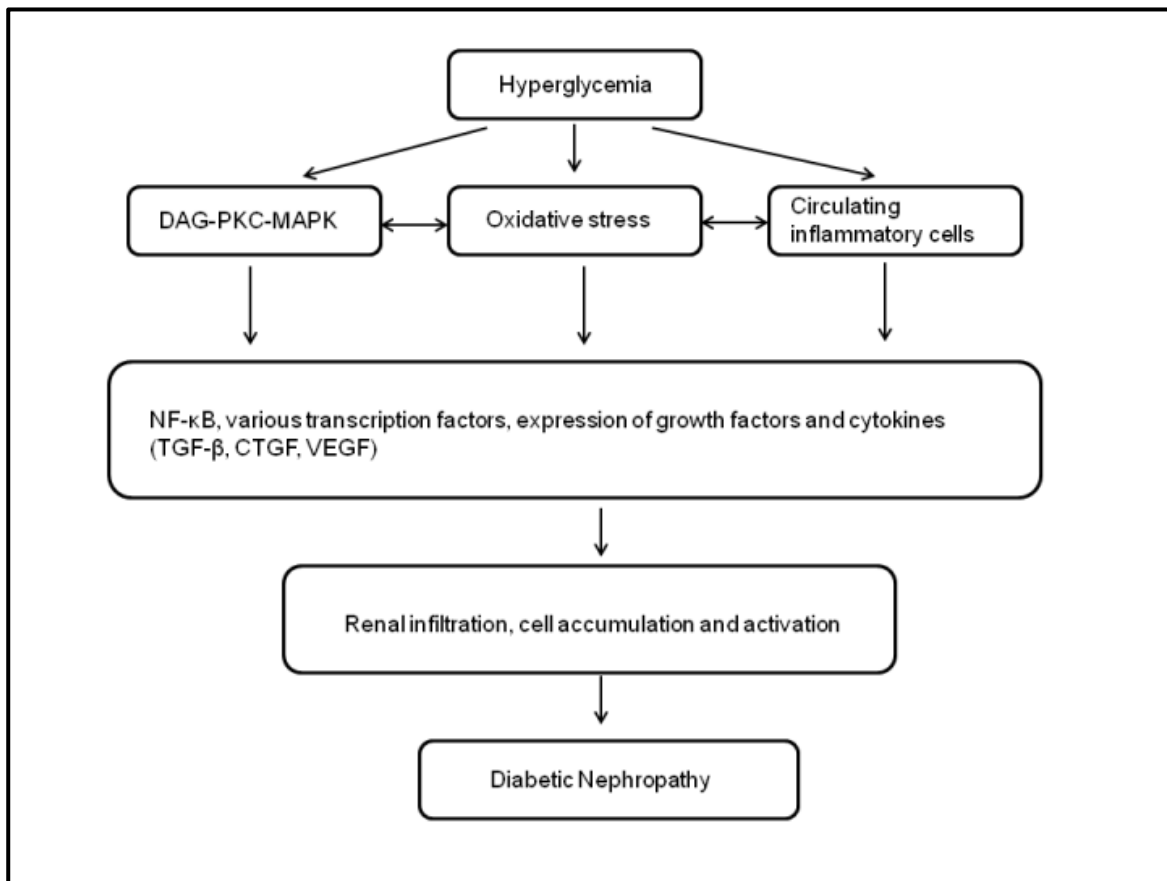 Hyperglycemia
DAG-PKC-MAPK
Oxidative stress
Circulating
inflammatory cells
NF-κB, various transcription factors, expression of growth factors and cytokines
(TGF-β, CTGF, VEGF)
Renal infiltration, cell accumulation and activation
Diabetic Nephropathy